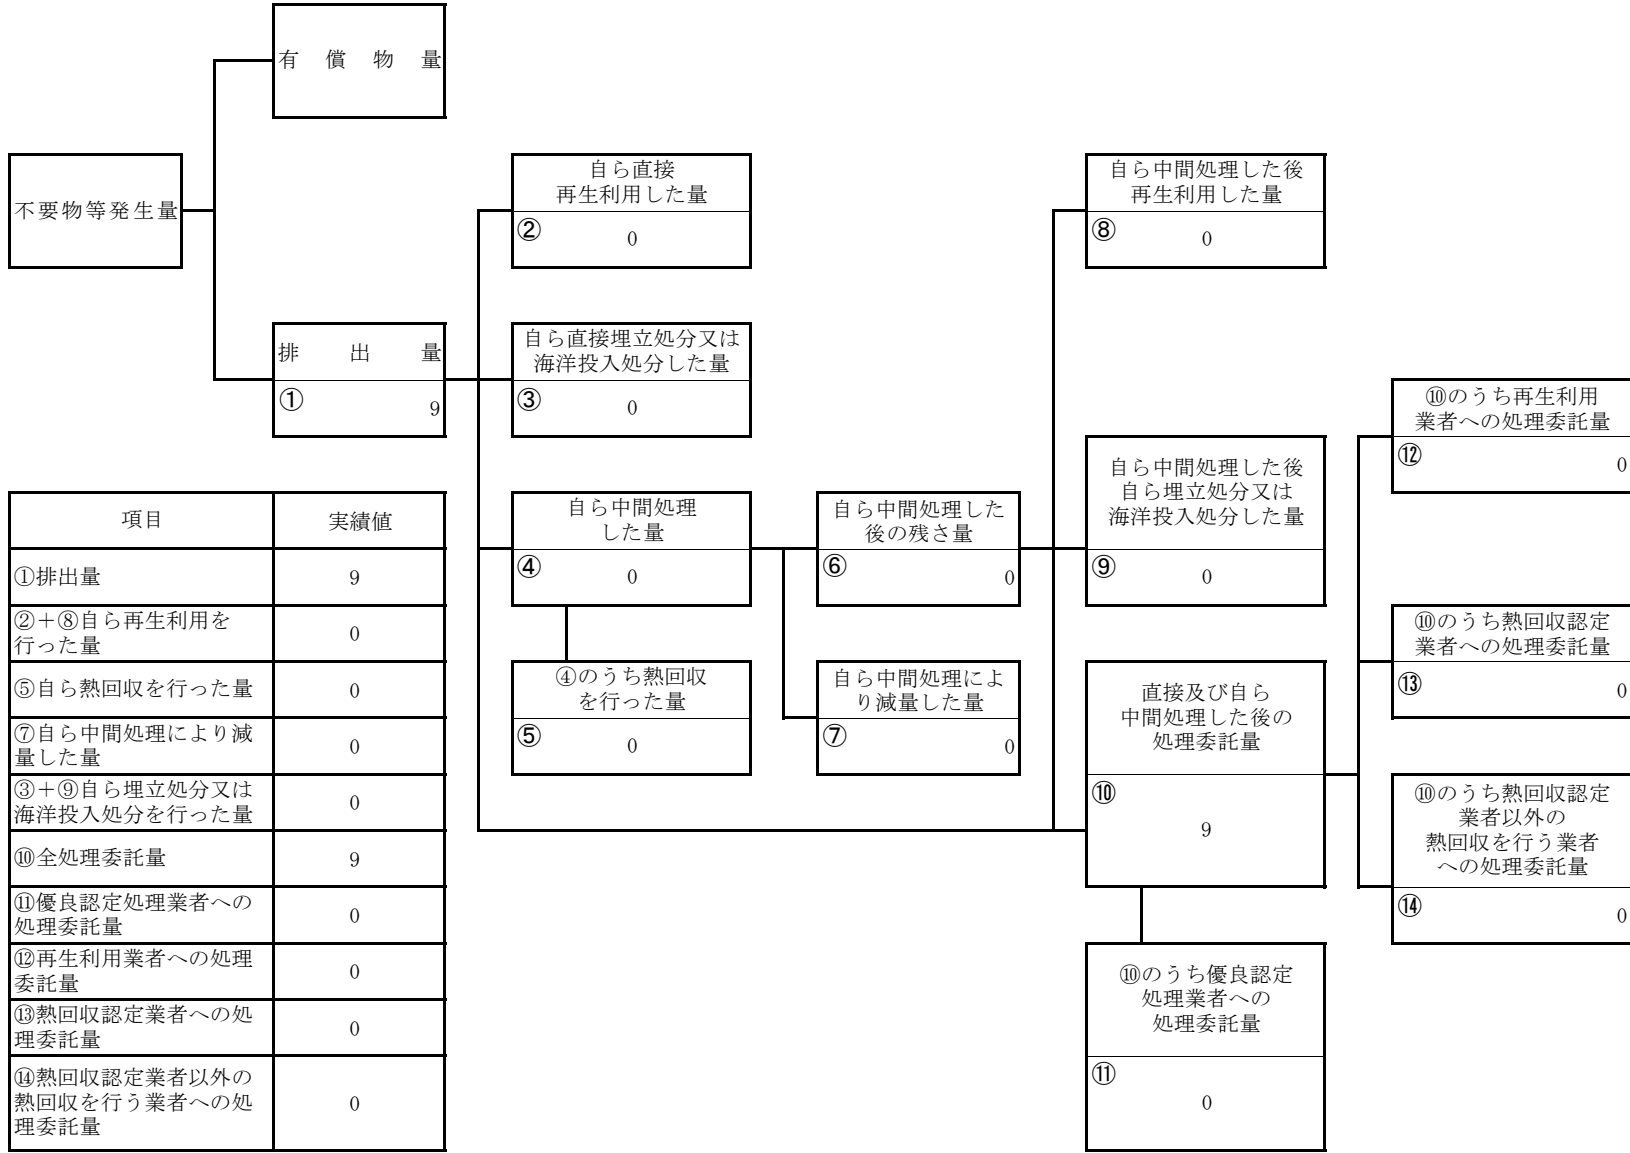 有償物量
不要物等発生量
排出量
①
9
自ら直接
再生利用した量
②
0
自ら直接埋立処分又は
海洋投入処分した量
③
0
自ら中間処理
した量
④
0
④のうち熱回収
を行った量
⑤
0
自ら中間処理した
後の残さ量
⑥
0
自ら中間処理によ
り減量した量
⑦
0
自ら中間処理した後
再生利用した量
⑧
0
自ら中間処理した後
自ら埋立処分又は
海洋投入処分した量
⑨
0
直接及び自ら
中間処理した後の
処理委託量
⑩
9
⑩のうち優良認定
処理業者への
処理委託量
⑪
0
⑩のうち再生利用
業者への処理委託量
⑫
0
⑩のうち熱回収認定
業者への処理委託量
⑬
0
⑩のうち熱回収認定
業者以外の
熱回収を行う業者
への処理委託量
⑭
0
項目 実績値
①排出量 9
②+⑧自ら再生利用を
行った量 0
⑤自ら熱回収を行った量 0
⑦自ら中間処理により減
量した量 0
③+⑨自ら埋立処分又は
海洋投入処分を行った量 0
⑩全処理委託量 9
⑪優良認定処理業者への
処理委託量 0
⑫再生利用業者への処理
委託量 0
⑬熱回収認定業者への処
理委託量 0
⑭熱回収認定業者以外の
熱回収を行う業者への処
理委託量 0